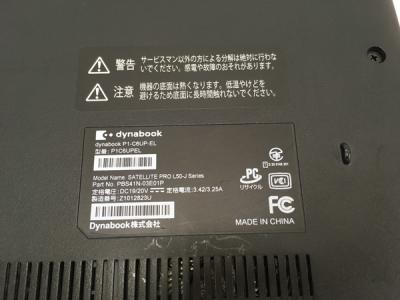 警告
サービスマン以外の方による分解は絶対に行わな
いでください。感電や故障のおそれがあります。
注意
機器の底面は熱くなります。低温やけどを
避けるため底面に長時間触れないでください。
dynabook
dynabook P1-C6UP-EL
型番: P1C6UPEL
Model Name: SATELLITE PRO L50-J Series
Part No. PBS41N-03E01P
定格電圧: DC19/20V 定格電流: 3.42/3.25A
製造番号: Z1012823U
Dynabook株式会社
PC
リサイクル
FC
MADE IN CHINA